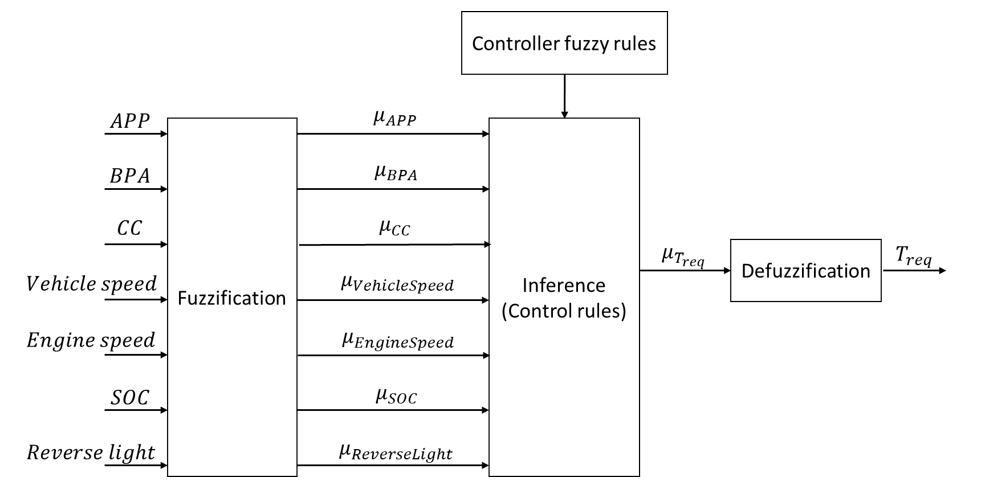 Controller fuzzy rules
APP
BPA
CC
Vehicle speed
Engine speed
SOC
Reverse light
Fuzzification
μ_APP
μ_BPA
μ_CC
μ_VehicleSpeed
μ_EngineSpeed
μ_SOC
μ_ReverseLight
Inference
(Control rules)
μ_T_req
Defuzzification
T_req